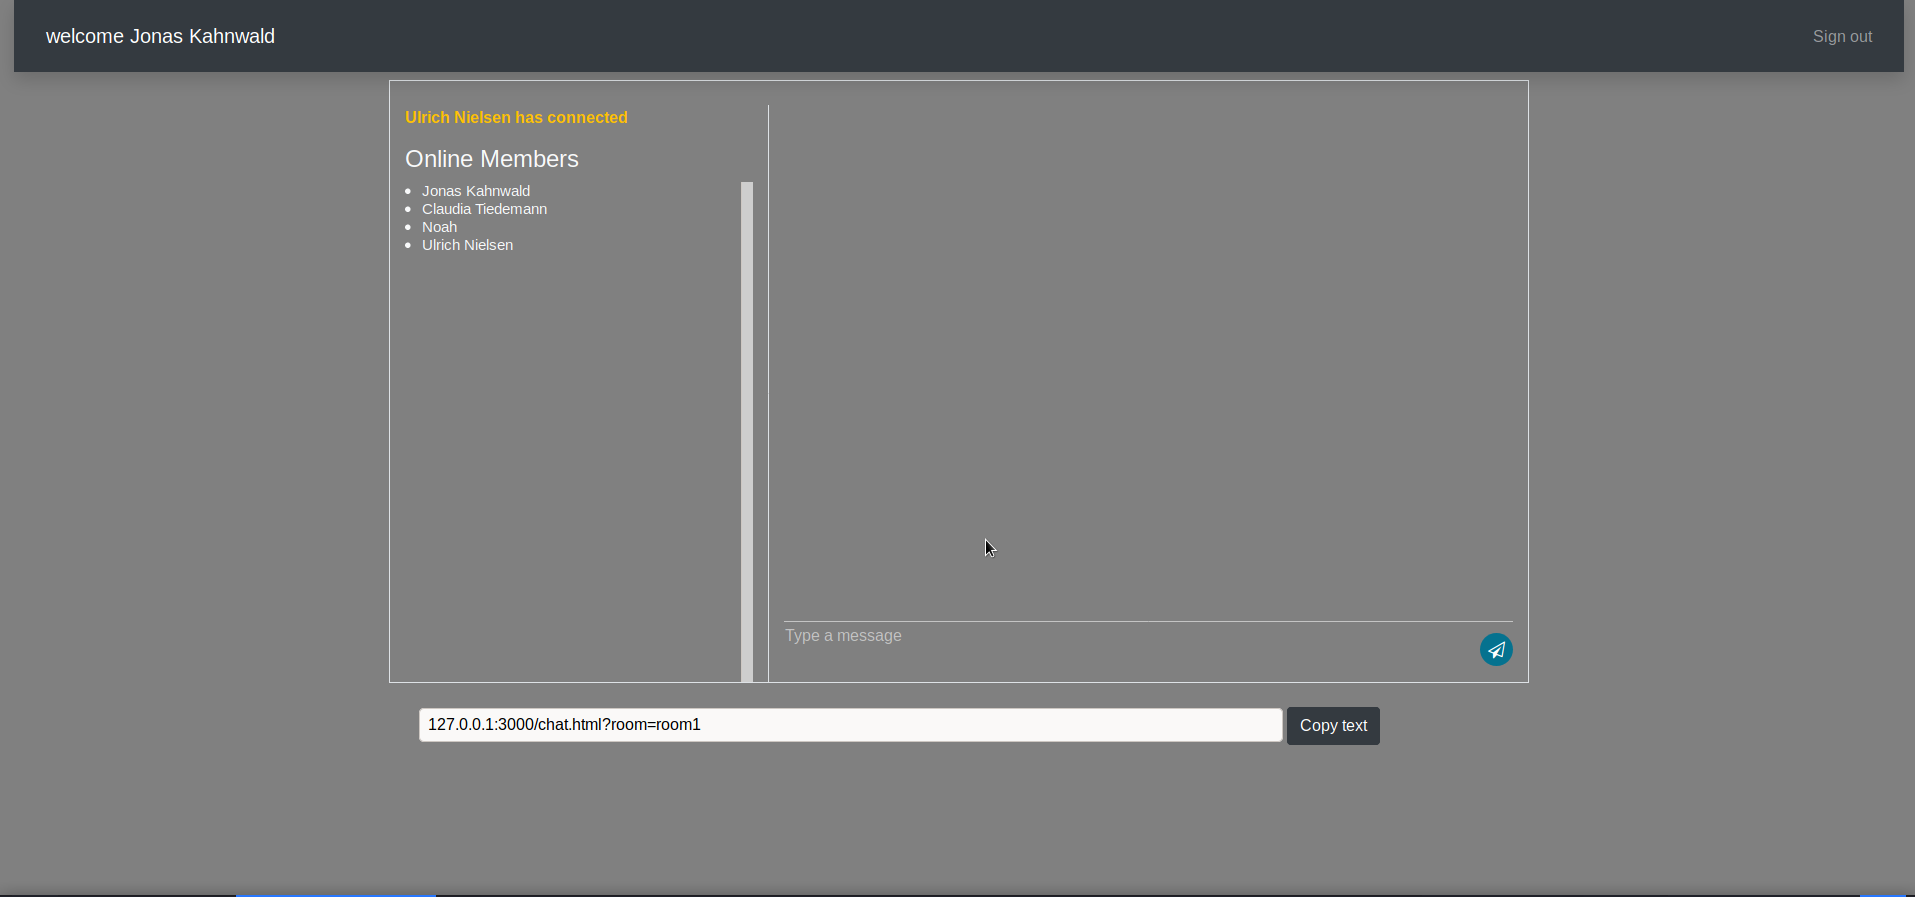 welcome Jonas Kahnwald
Sign out
Ulrich Nielsen has connected
Online Members
Jonas Kahnwald
Claudia Tiedemann
Noah
Ulrich Nielsen
Type a message
127.0.0.1:3000/chat.html?room=room1
Copy text